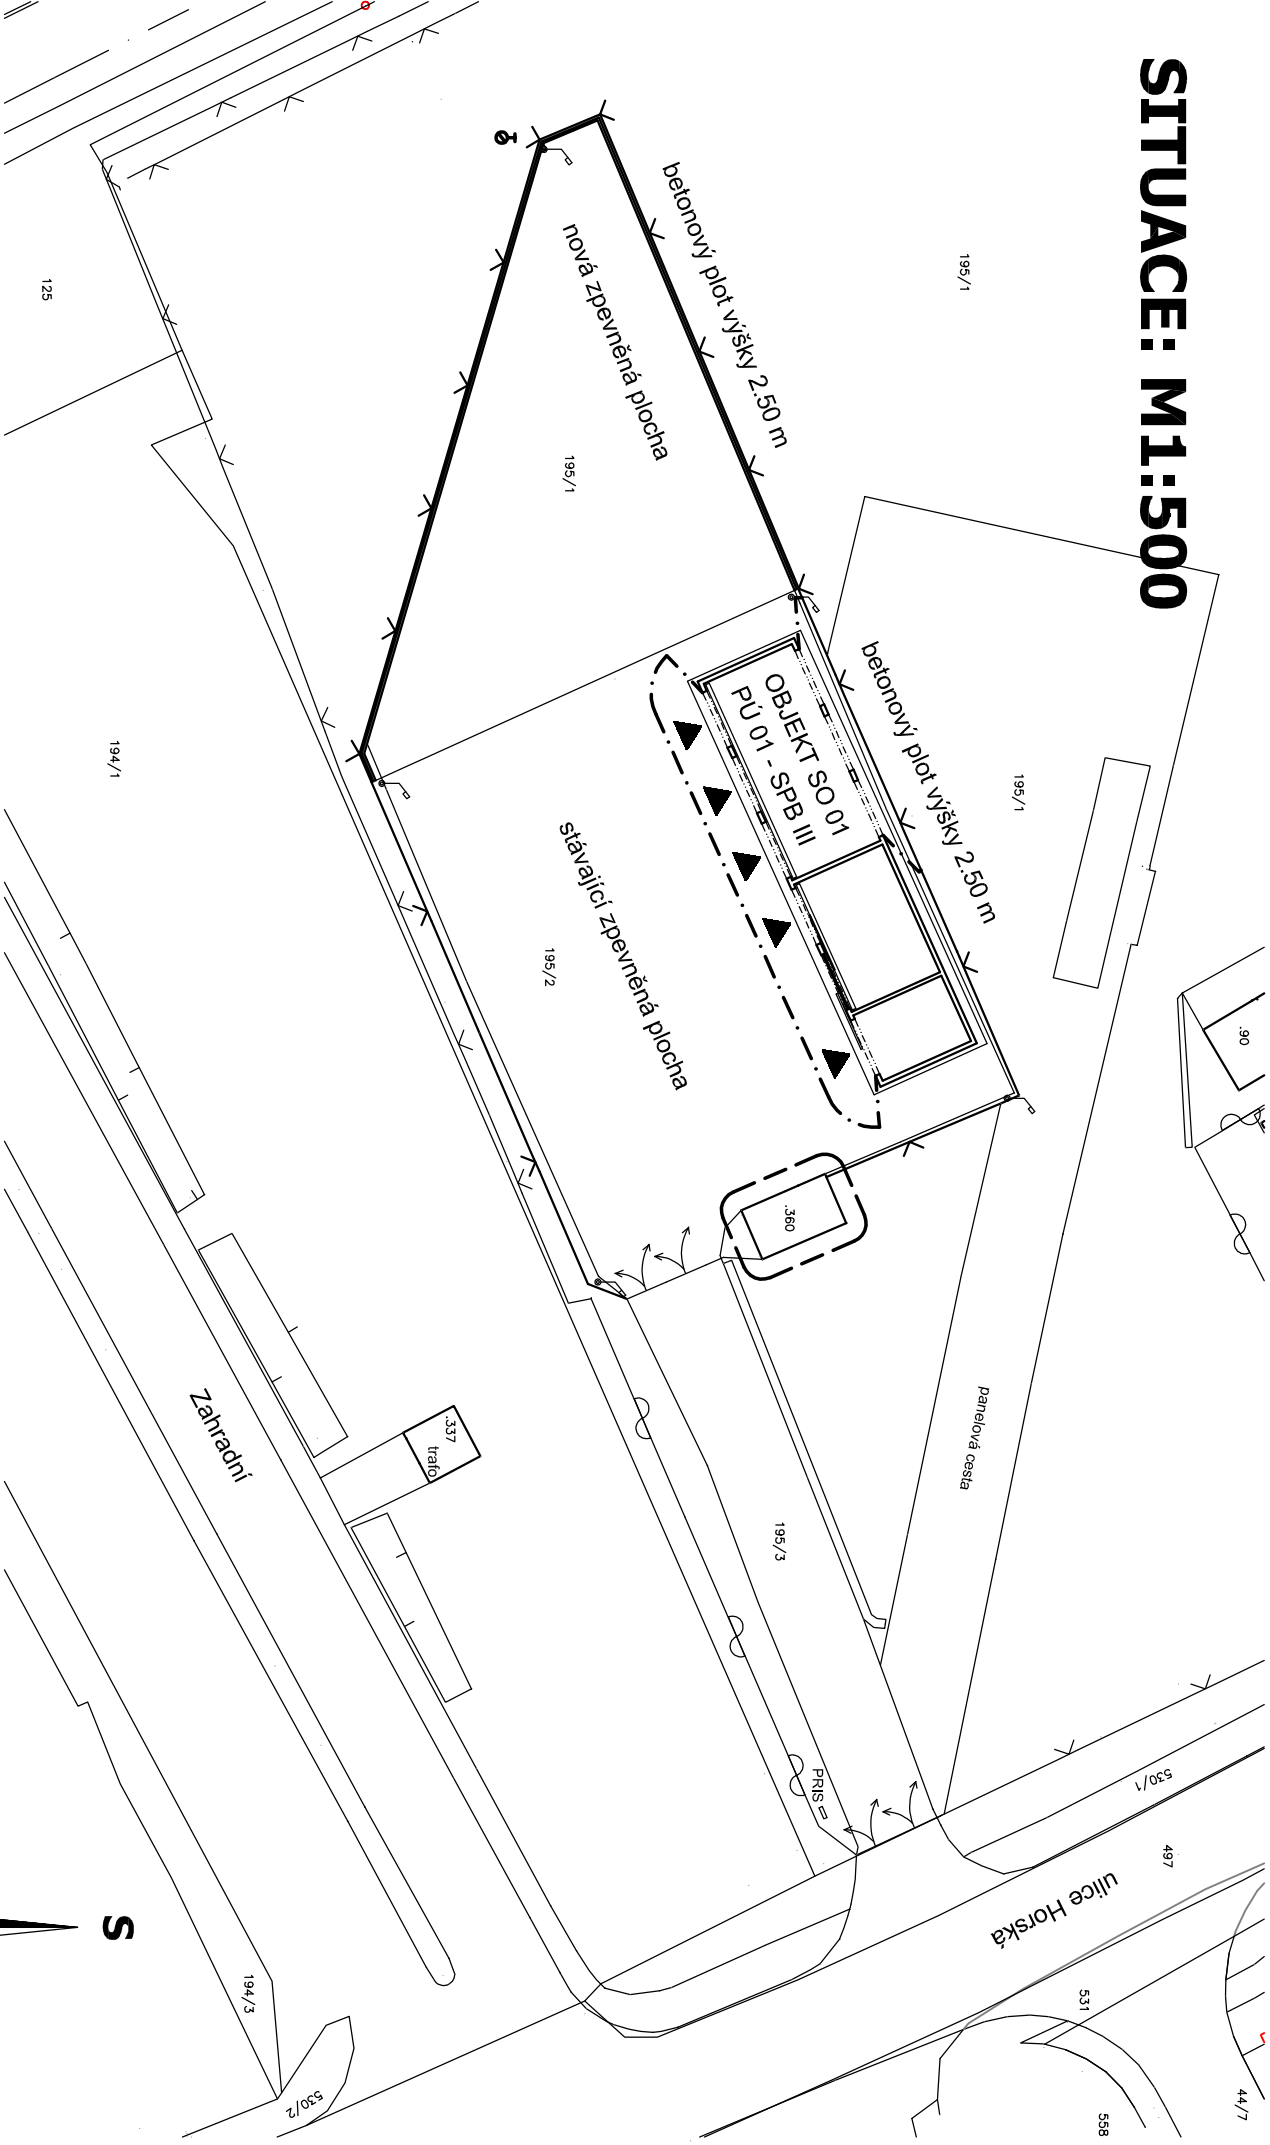 SITUACE: M1:500
195/1
betonový plot výšky 2.50 m
nová zpevněná plocha
195/1
125
betonový plot výšky 2.50 m
195/1
OBJEKT SO 01
PÚ 01 - SPB III
stávající zpevněná plocha
195/2
194/1
.90
.360
panelová cesta
Zahradní
.337
trafo
195/3
PRIS
530/1
497
ulice Horská
S
194/3
530/2
531
44/7
558